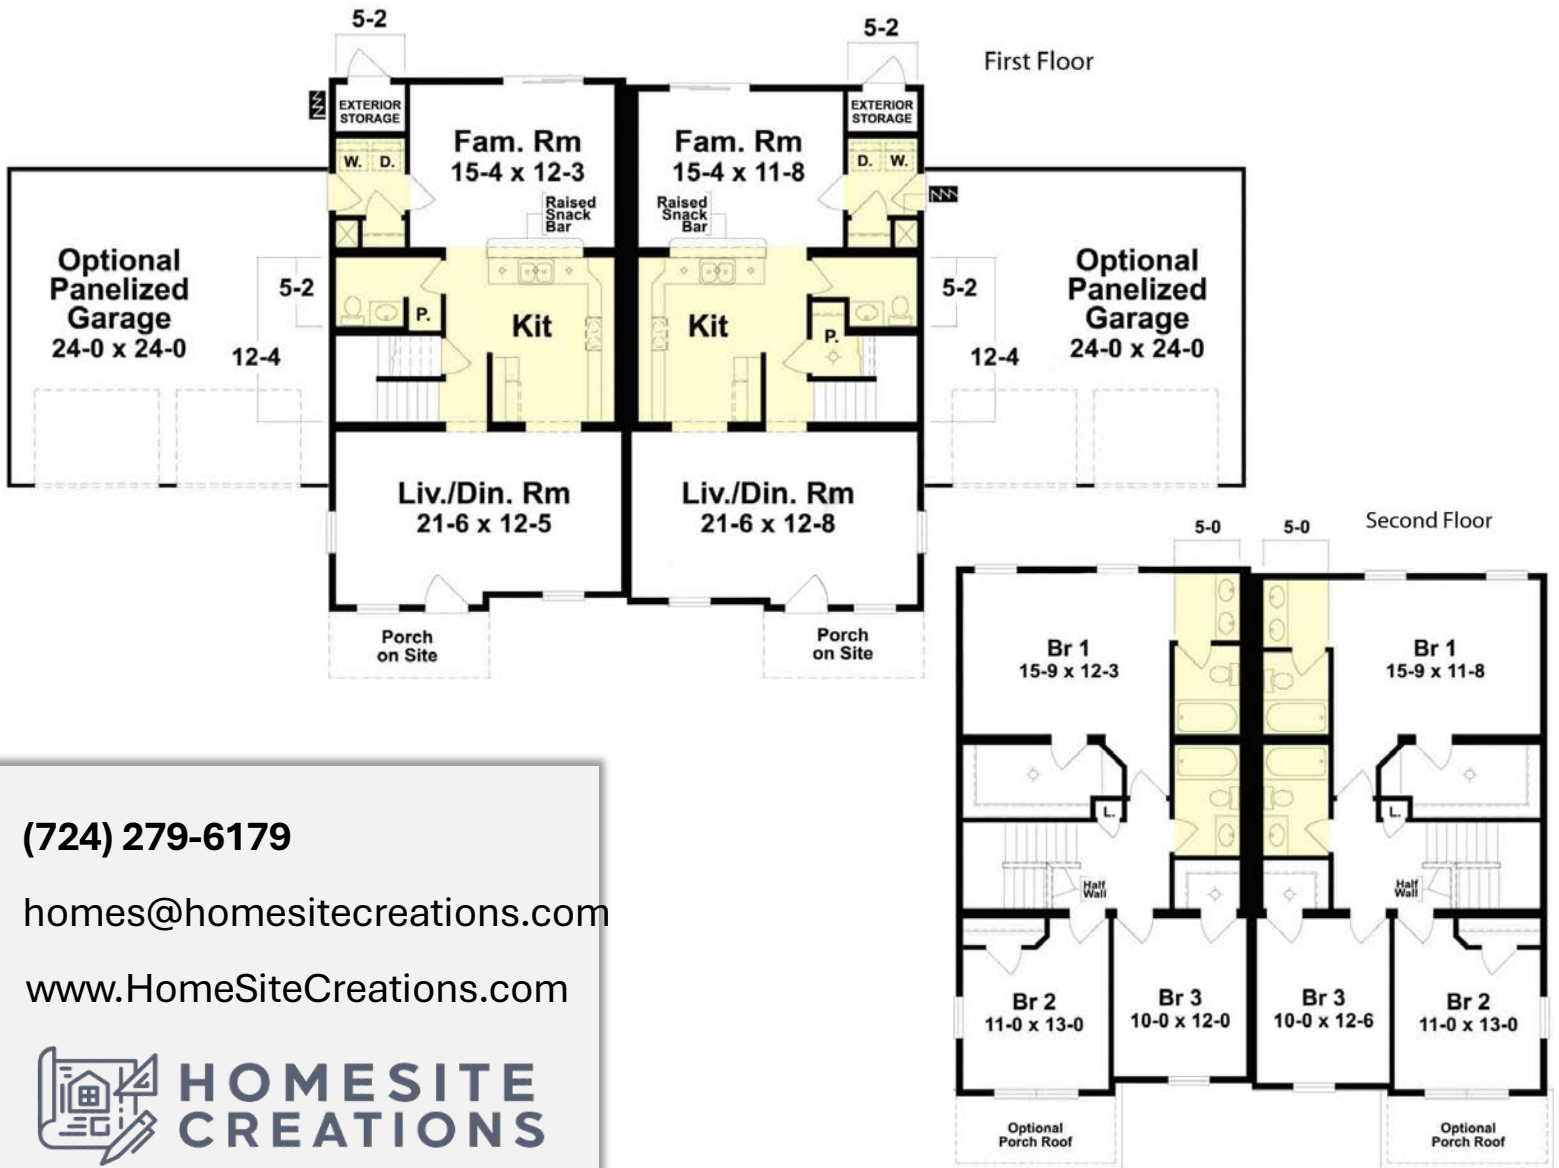 5-2
5-2
First Floor
EXTERIOR
STORAGE
EXTERIOR
STORAGE
Fam. Rm
15-4 x 12-3
Fam. Rm
15-4 x 11-8
W. D.
D. W.
Raised
Snack
Bar
Raised
Snack
Bar
Optional
Panelized
Garage
24-0 x 24-0
5-2
12-4
P.
Kit
Kit
P.
5-2
12-4
Optional
Panelized
Garage
24-0 x 24-0
Liv./Din. Rm
21-6 x 12-5
Liv./Din. Rm
21-6 x 12-8
Porch
on Site
Porch
on Site
Second Floor
5-0
5-0
Br 1
15-9 x 12-3
Br 1
15-9 x 11-8
L.
L.
Half
Wall
Half
Wall
Br 2
11-0 x 13-0
Br 3
10-0 x 12-0
Br 3
10-0 x 12-6
Br 2
11-0 x 13-0
Optional
Porch Roof
Optional
Porch Roof
(724) 279-6179
homes@homesitecreations.com
www.HomeSiteCreations.com
HOMESITE
CREATIONS